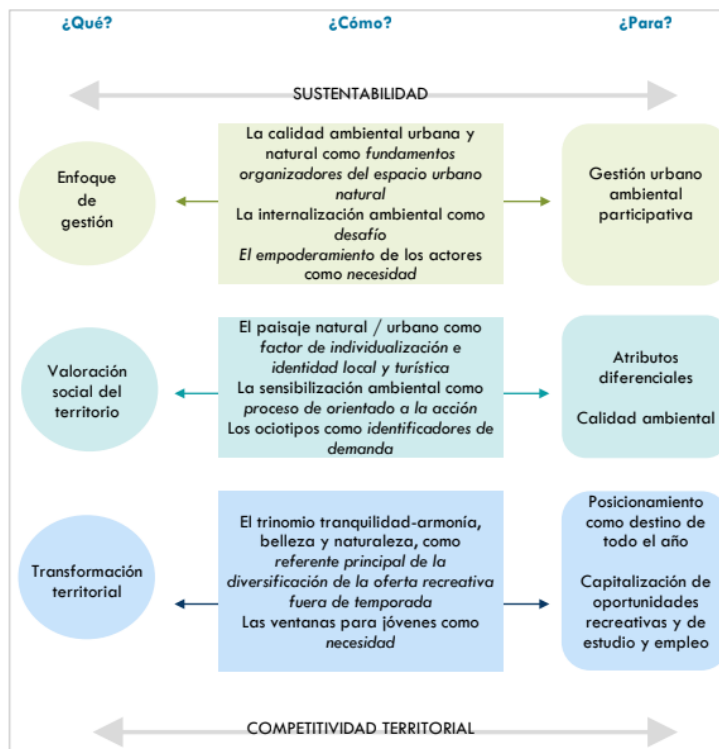 ¿Qué?
¿Cómo?
¿Para?
SUSTENTABILIDAD
Enfoque
de
gestión
La calidad ambiental urbana y
natural como fundamentos
organizadores del espacio urbano
natural
La internalización ambiental como
desafío
El empoderamiento de los actores
como necesidad
Gestión urbano
ambiental
participativa
Valoración
social del
territorio
El paisaje natural / urbano como
factor de individualización e
identidad local y turística
La sensibilización ambiental como
proceso de orientado a la acción
Los ociotipos como identificadores de
demanda
Atributos
diferenciales
Calidad ambiental
Transformación
territorial
El trinomio tranquilidad-armonía,
belleza y naturaleza, como
referente principal de la
diversificación de la oferta recreativa
fuera de temporada
Las ventanas para jóvenes como
necesidad
Posicionamiento
como destino de
todo el año
Capitalización de
oportunidades
recreativas y de
estudio y empleo
COMPETITIVIDAD TERRITORIAL